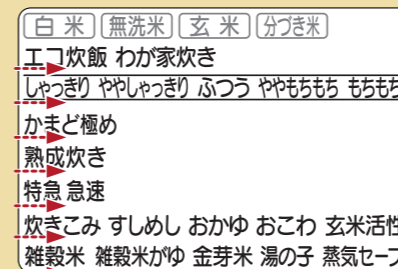 白米 無洗米 玄米 分づき米
エコ炊飯 わが家炊き
しゃっきり ややしゃっきり ふつう ややもちもち もちもち
かまど極め
熟成炊き
特急 急速
炊きこみ すしめし おかゆ おこわ 玄米活性
雑穀米 雑穀米がゆ 金芽米 湯の子 蒸気セーブ